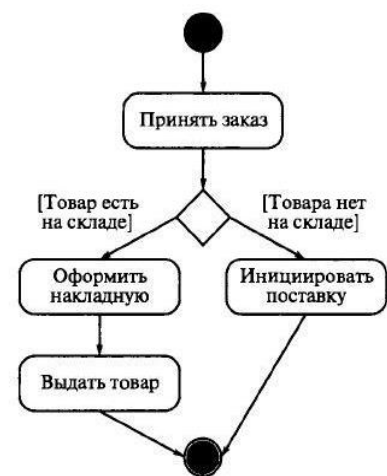 Принять заказ
[Товар есть
на складе]
[Товара нет
на складе]
Оформить
накладную
Инициировать
поставку
Выдать товар